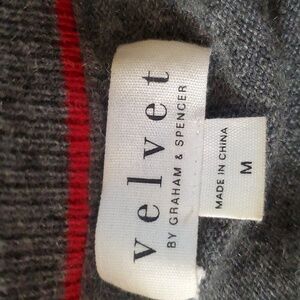 velvet
BY GRAHAM & SPENCER
MADE IN CHINA
M